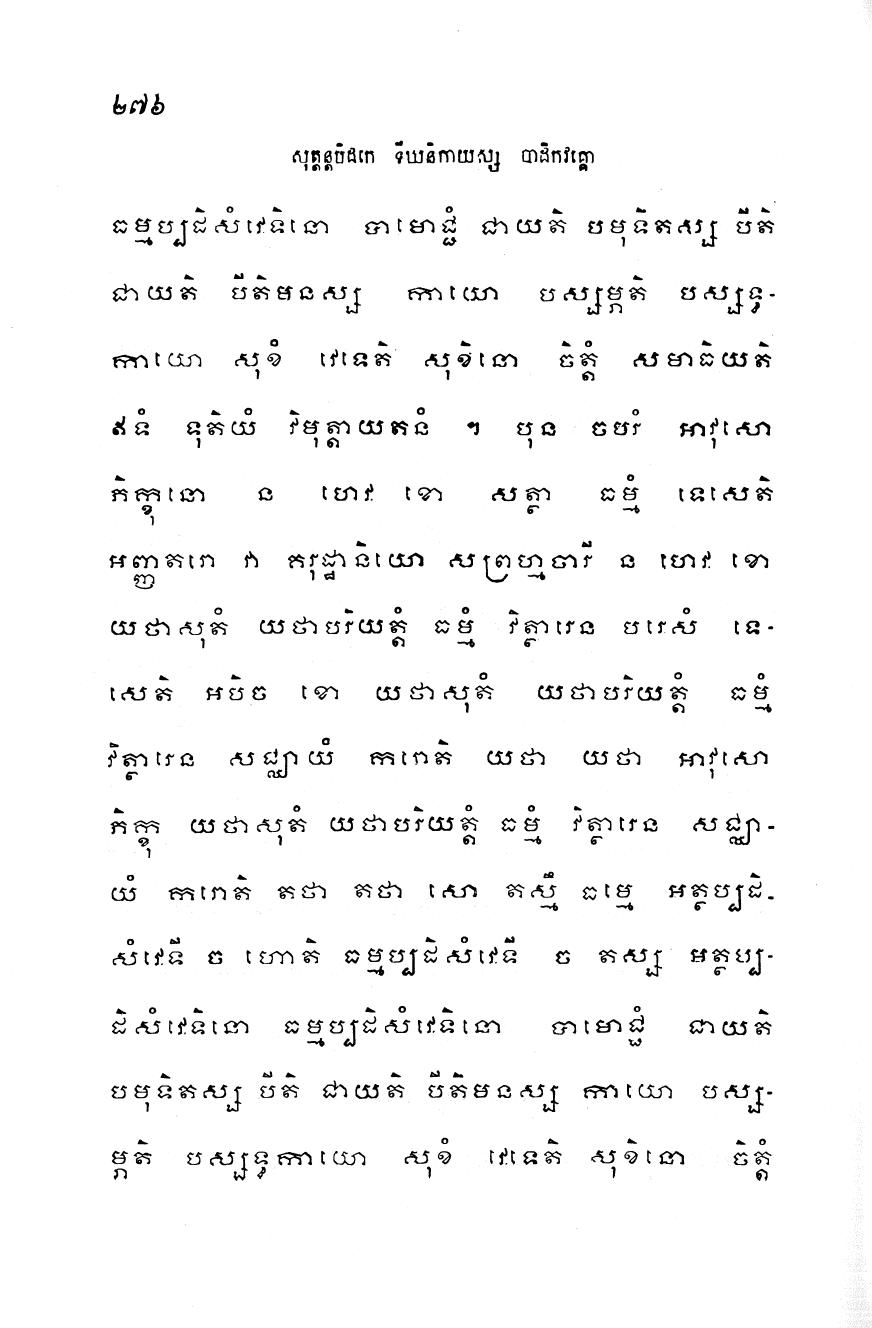 ២៧៦
សុត្តន្តបិដកេ ទីឃនិកាយស្ស បាដិកវគ្គោ
ធម្មប្បដិសំវេទិនោ បាមោជ្ជំ ជាយតិ បមុទិតស្ស បីតិ
ជាយតិ បីតិមនស្ស កាយោ បស្សម្ភតិ បស្សទ្ធ-
កាយោ សុខំ វេទេតិ សុខិនោ ចិត្តំ សមាធិយតិ
ឥទំ ទុតិយំ វិមុត្តាយតនំ ។ បុន ចបរំ អាវុសោ
ភិក្ខុនោ ន ហេវ ខោ សត្ថា ធម្មំ ទេសេតិ
អញ្ញតរោ វា គរុដ្ឋានិយោ សព្រហ្មចារី ន ហេវ ខោ
យថាសុតំ យថាបរិយត្តំ ធម្មំ វិត្ថារេន បរេសំ ទេ-
សេតិ អបិច ខោ យថាសុតំ យថាបរិយត្តំ ធម្មំ
វិត្ថារេន សជ្ឈាយំ ករោតិ យថា យថា អាវុសោ
ភិក្ខុ យថាសុតំ យថាបរិយត្តំ ធម្មំ វិត្ថារេន សជ្ឈា-
យំ ករោតិ តថា តថា សោ តស្មឹ ធម្មេ អត្ថប្បដិ-
សំវេទី ច ហោតិ ធម្មប្បដិសំវេទី ច តស្ស អត្ថប្ប-
ដិសំវេទិនោ ធម្មប្បដិសំវេទិនោ បាមោជ្ជំ ជាយតិ
បមុទិតស្ស បីតិ ជាយតិ បីតិមនស្ស កាយោ បស្ស-
ម្ភតិ បស្សទ្ធកាយោ សុខំ វេទេតិ សុខិនោ ចិត្តំ